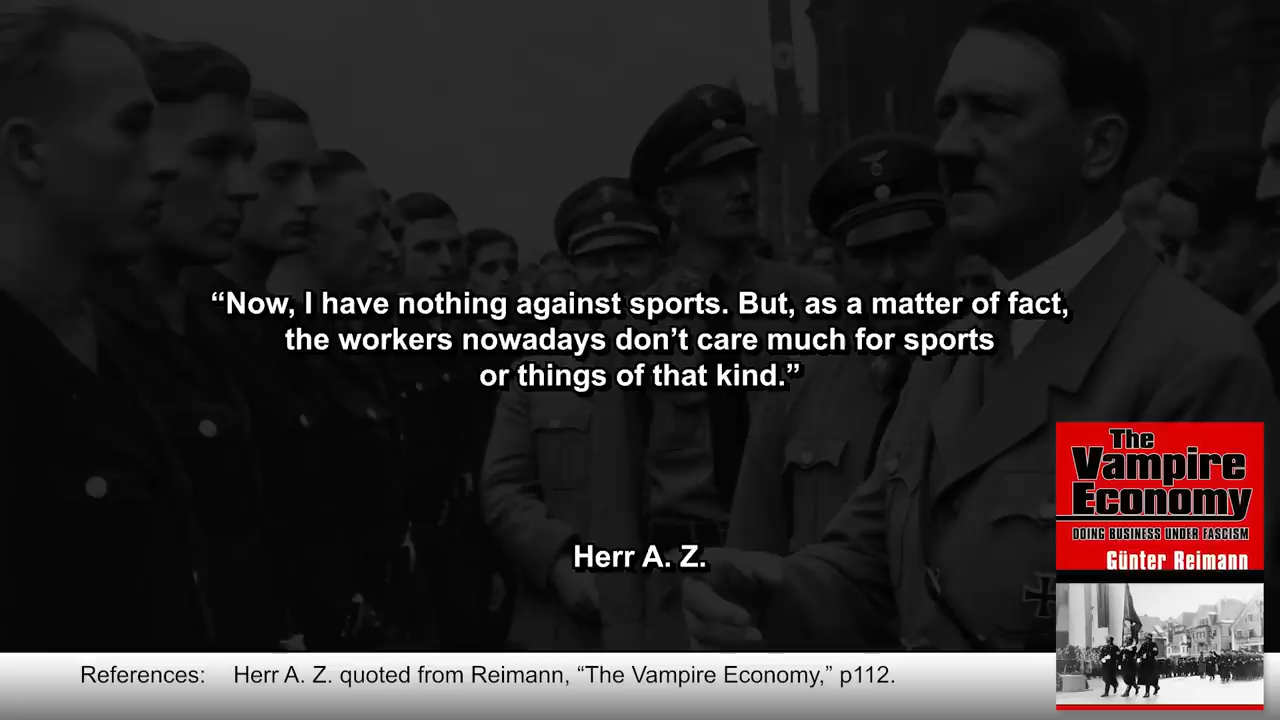 “Now, I have nothing against sports. But, as a matter of fact,
the workers nowadays don’t care much for sports
or things of that kind.”
Herr A. Z.
The
Vampire
Economy
DOING BUSINESS UNDER FASCISM
Günter Reimann
References: Herr A. Z. quoted from Reimann, “The Vampire Economy,” p112.